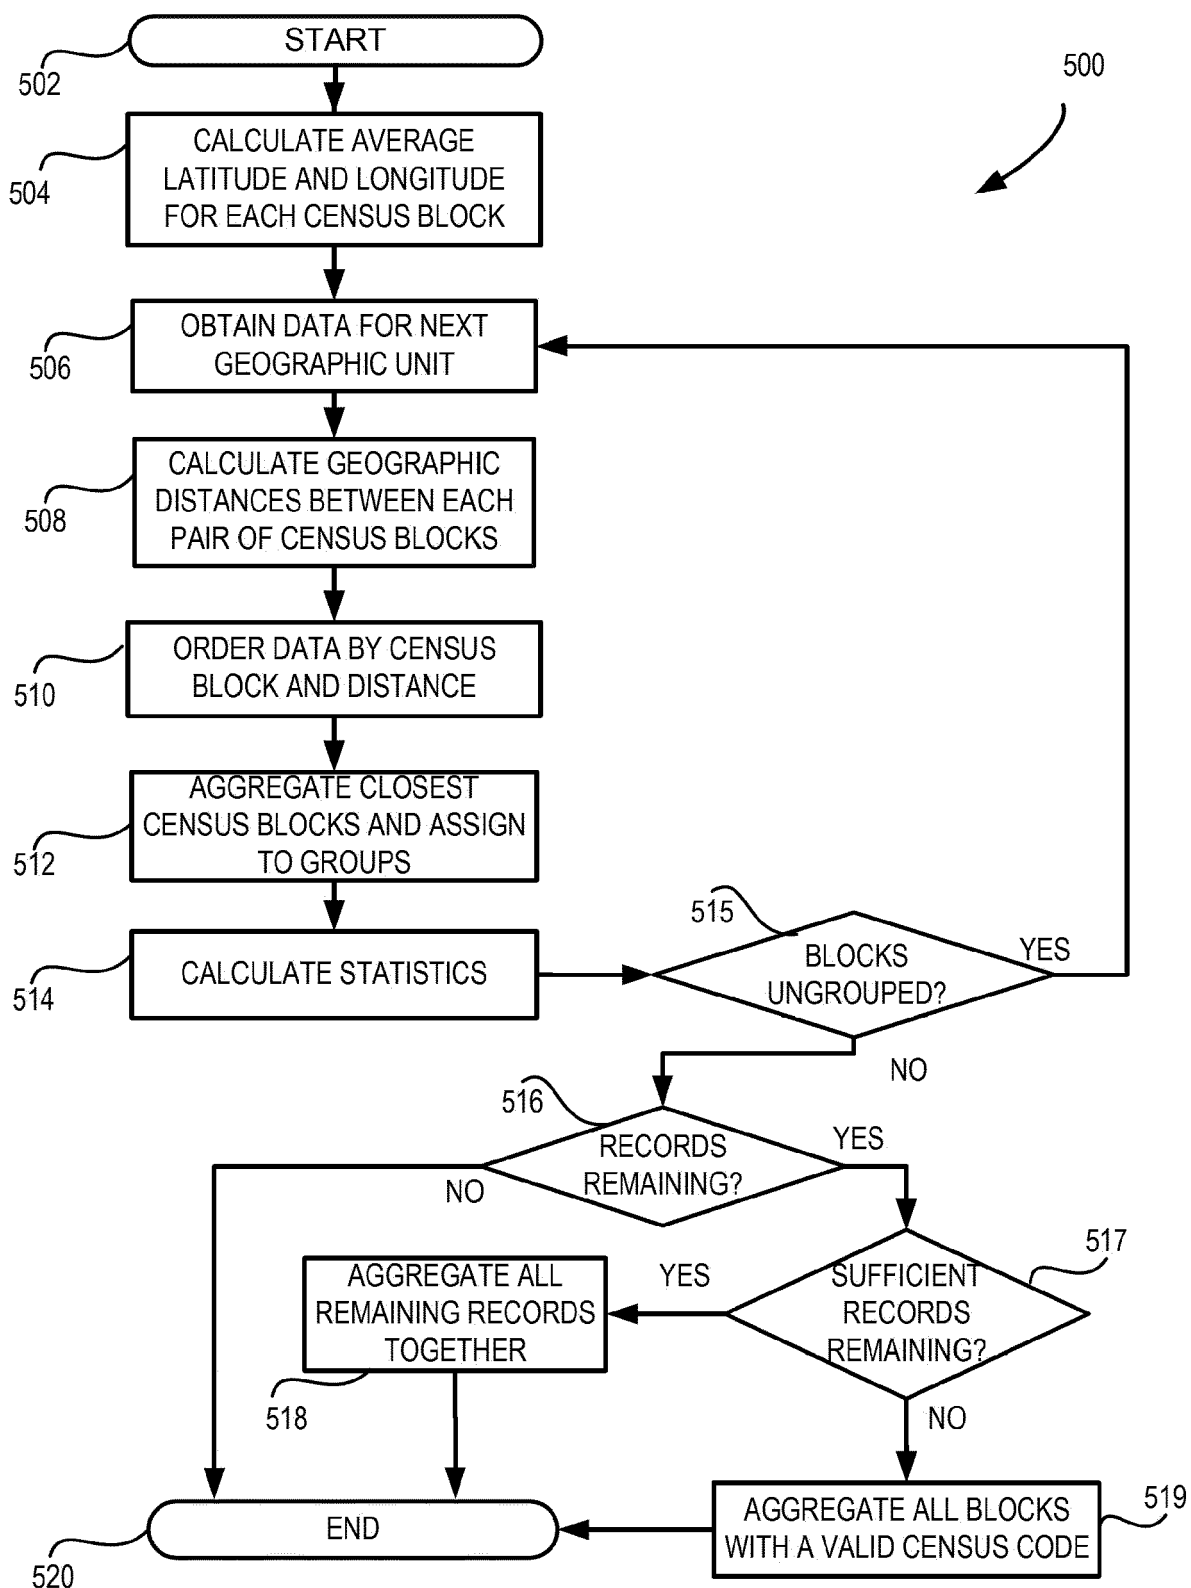 START
502
500
CALCULATE AVERAGE
LATITUDE AND LONGITUDE
FOR EACH CENSUS BLOCK
504
OBTAIN DATA FOR NEXT
GEOGRAPHIC UNIT
506
CALCULATE GEOGRAPHIC
DISTANCES BETWEEN EACH
PAIR OF CENSUS BLOCKS
508
ORDER DATA BY CENSUS
BLOCK AND DISTANCE
510
AGGREGATE CLOSEST
CENSUS BLOCKS AND ASSIGN
TO GROUPS
512
CALCULATE STATISTICS
514
515
BLOCKS
UNGROUPED?
YES
NO
516
RECORDS
REMAINING?
YES
NO
517
SUFFICIENT
RECORDS
REMAINING?
YES
NO
AGGREGATE ALL
REMAINING RECORDS
TOGETHER
518
AGGREGATE ALL BLOCKS
WITH A VALID CENSUS CODE
519
END
520